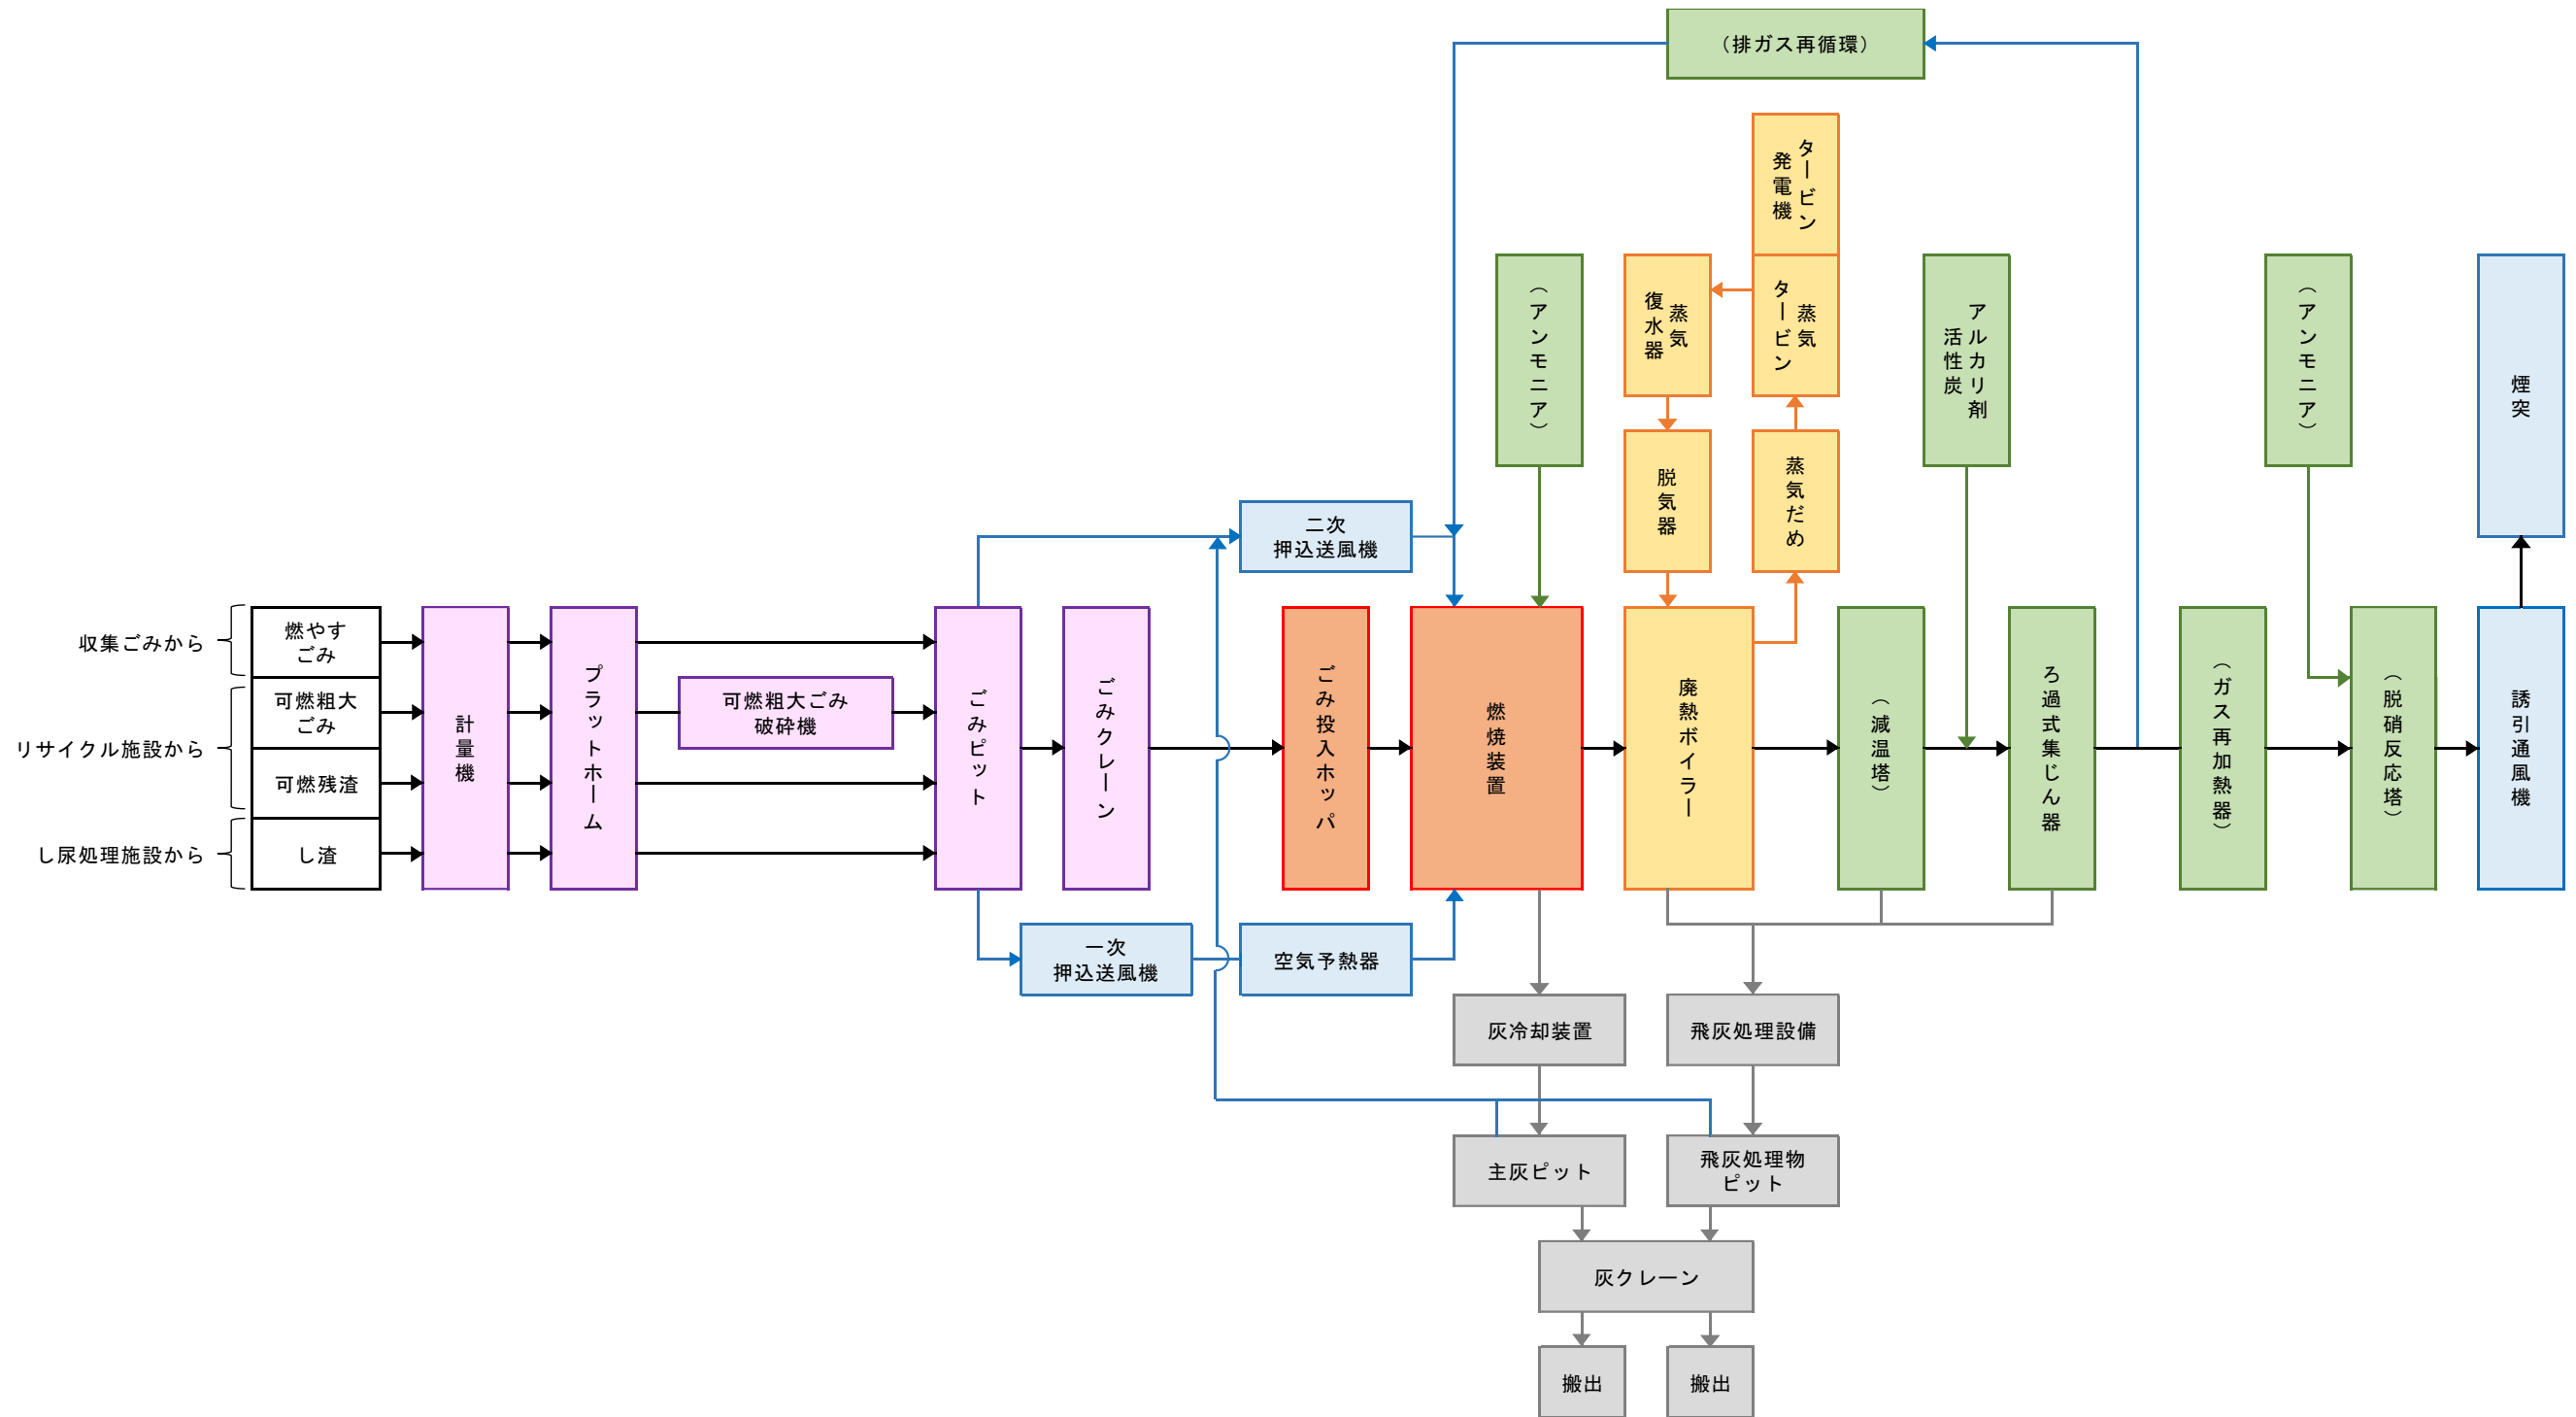 （排ガス再循環）
タービン
発電機
（アンモニア）
蒸気
復水器
蒸気
タービン
アルカリ剤
活性炭
（アンモニア）
煙突
脱気器
蒸気だめ
二次
押込送風機
収集ごみから
リサイクル施設から
し尿処理施設から
燃やす
ごみ
可燃粗大
ごみ
可燃残渣
し渣
計量機
プラットホーム
可燃粗大ごみ
破砕機
ごみピット
ごみクレーン
ごみ投入ホッパ
燃焼装置
廃熱ボイラー
（減温塔）
ろ過式集じん器
（ガス再加熱器）
（脱硝反応塔）
誘引通風機
一次
押込送風機
空気予熱器
灰冷却装置
飛灰処理設備
主灰ピット
飛灰処理物
ピット
灰クレーン
搬出
搬出